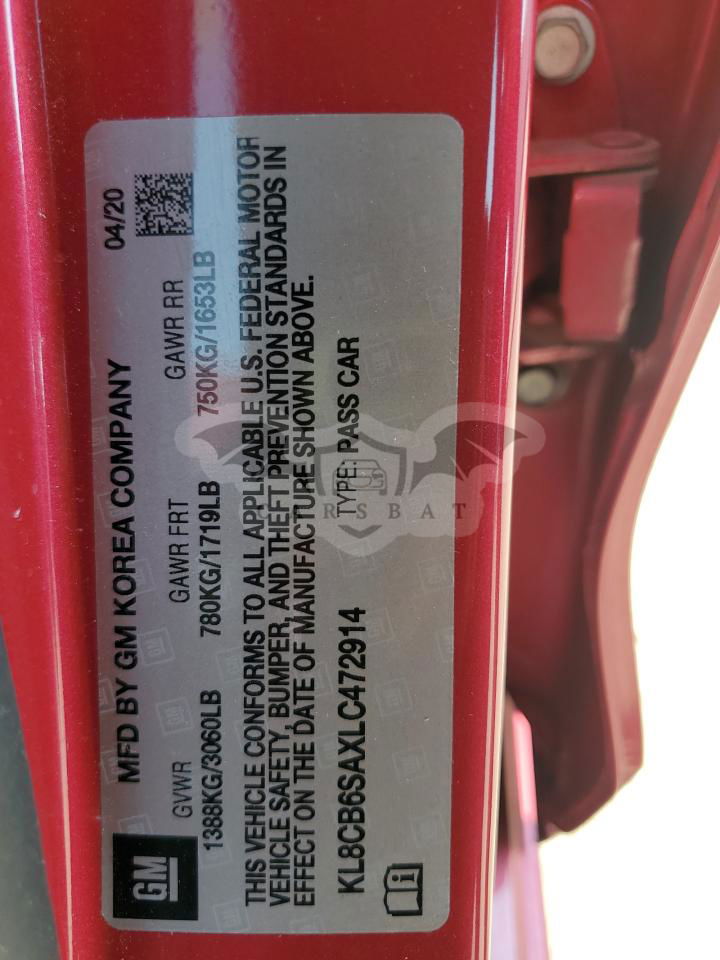 MFD BY GM KOREA COMPANY 04/20
GM
GVWR GAWR FRT GAWR RR
1388KG/3060LB 780KG/1719LB 750KG/1653LB
THIS VEHICLE CONFORMS TO ALL APPLICABLE U.S. FEDERAL MOTOR
VEHICLE SAFETY, BUMPER, AND THEFT PREVENTION STANDARDS IN
EFFECT ON THE DATE OF MANUFACTURE SHOWN ABOVE.
KL8CB6SAXLC472914 TYPE: PASS CAR
CARSBAT